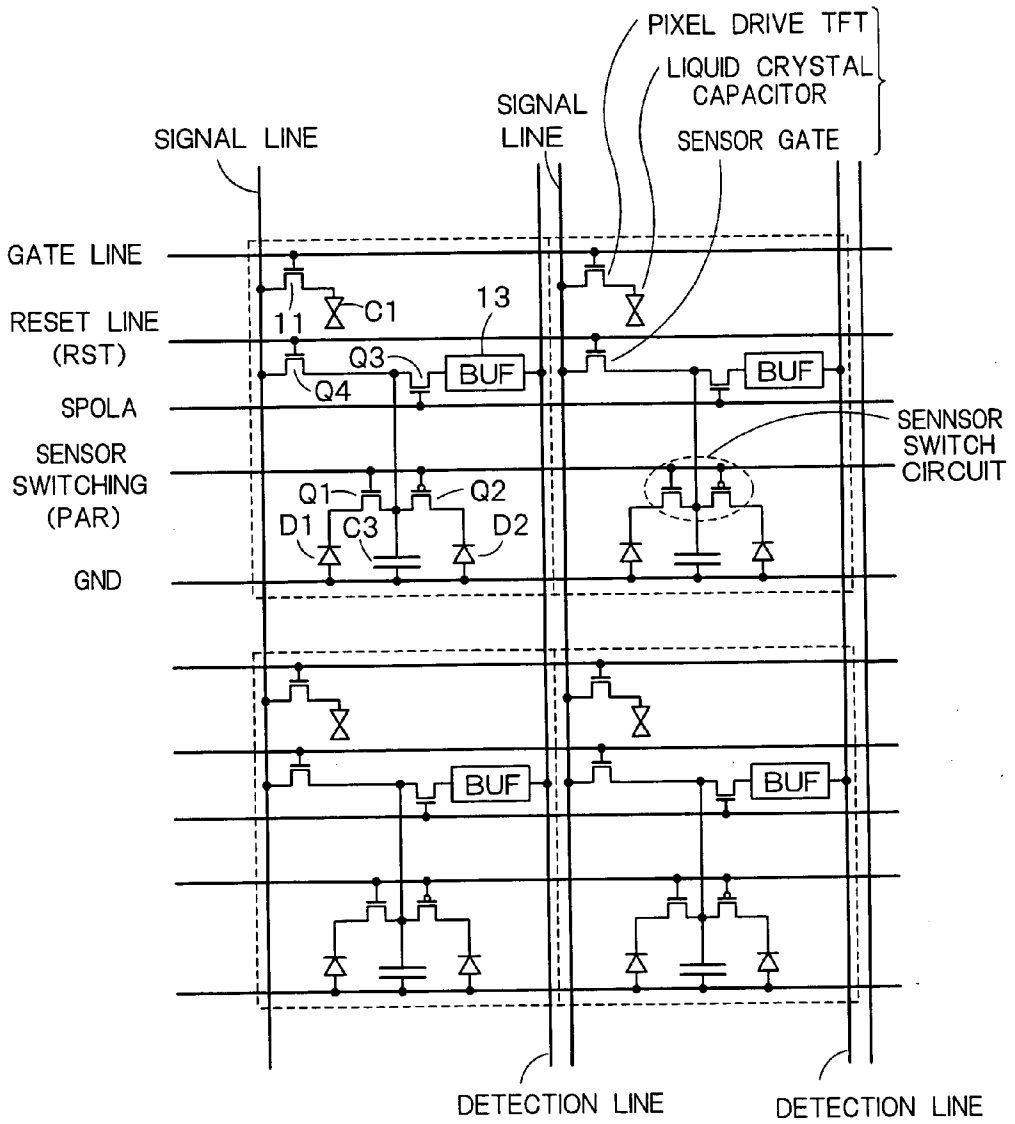 PIXEL DRIVE TFT
LIQUID CRYSTAL
CAPACITOR
SENSOR GATE
SIGNAL LINE
SIGNAL
LINE
GATE LINE
11
C1
RESET LINE
(RST)
Q4
Q3
13
BUF
BUF
SPOLA
SENSOR
SWITCHING
(PAR)
Q1
Q2
D1
C3
D2
SENNSOR
SWITCH
CIRCUIT
GND
BUF
BUF
DETECTION LINE
DETECTION LINE